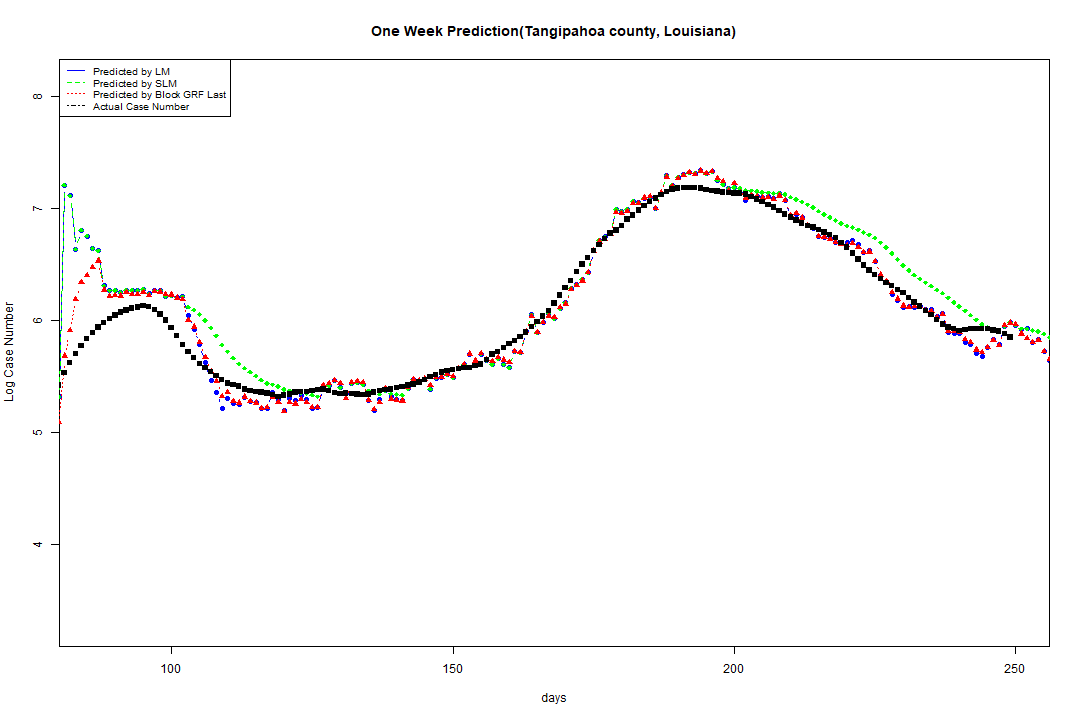 One Week Prediction(Tangipahoa county, Louisiana)
Predicted by LM
Predicted by SLM
Predicted by Block GRF Last
Actual Case Number
8
7
6
5
4
Log Case Number
100
150
200
250
days